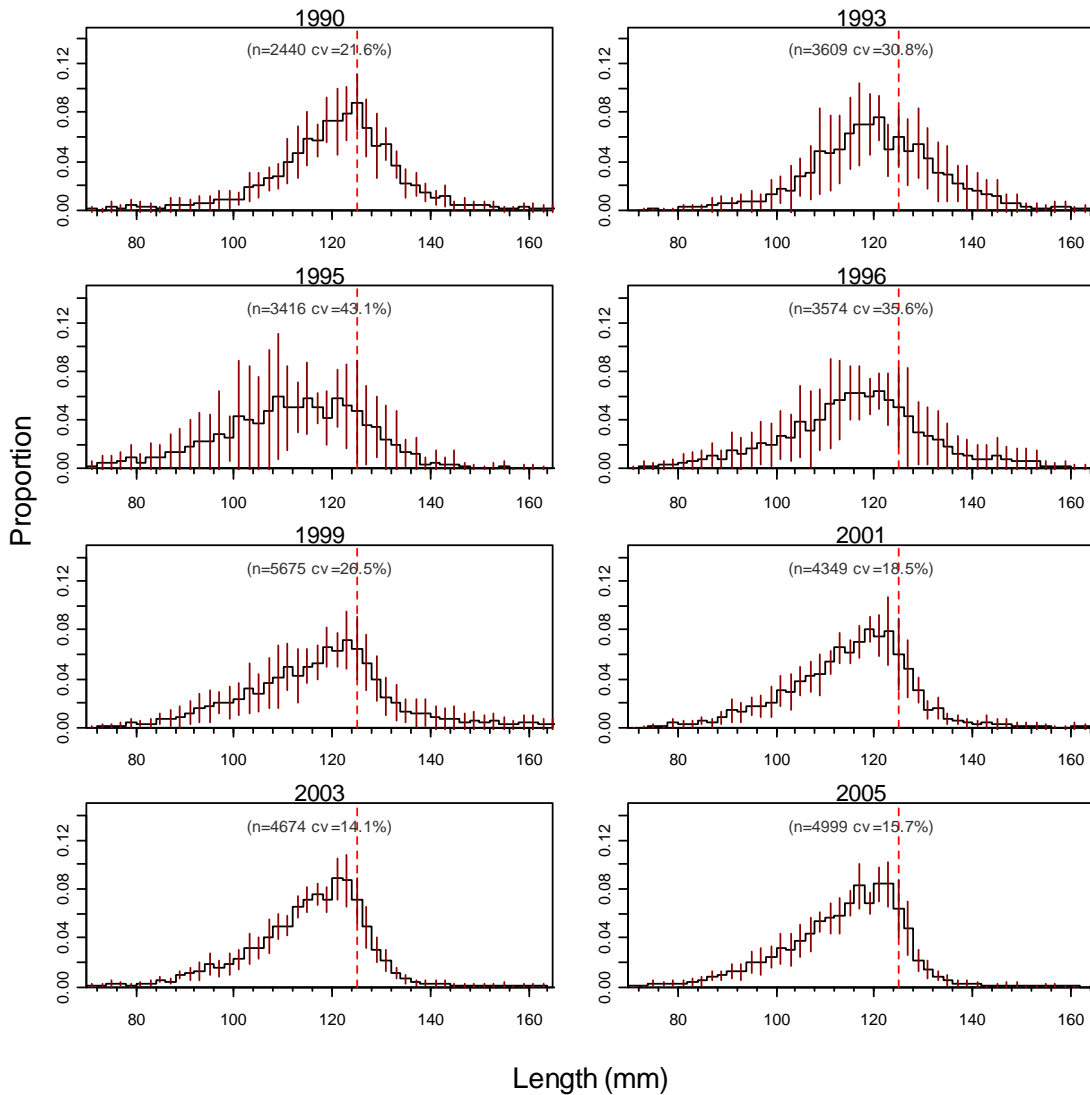 1990
(n=2440 cv=21.6%)
0.00 0.04 0.08 0.12
80 100 120 140 160
1993
(n=3609 cv=30.8%)
0.00 0.04 0.08 0.12
80 100 120 140 160
1995
(n=3416 cv=43.1%)
0.00 0.04 0.08 0.12
80 100 120 140 160
1996
(n=3574 cv=35.6%)
0.00 0.04 0.08 0.12
80 100 120 140 160
Proportion
1999
(n=5675 cv=26.5%)
0.00 0.04 0.08 0.12
80 100 120 140 160
2001
(n=4349 cv=18.5%)
0.00 0.04 0.08 0.12
80 100 120 140 160
2003
(n=4674 cv=14.1%)
0.00 0.04 0.08 0.12
80 100 120 140 160
2005
(n=4999 cv=15.7%)
0.00 0.04 0.08 0.12
80 100 120 140 160
Length (mm)